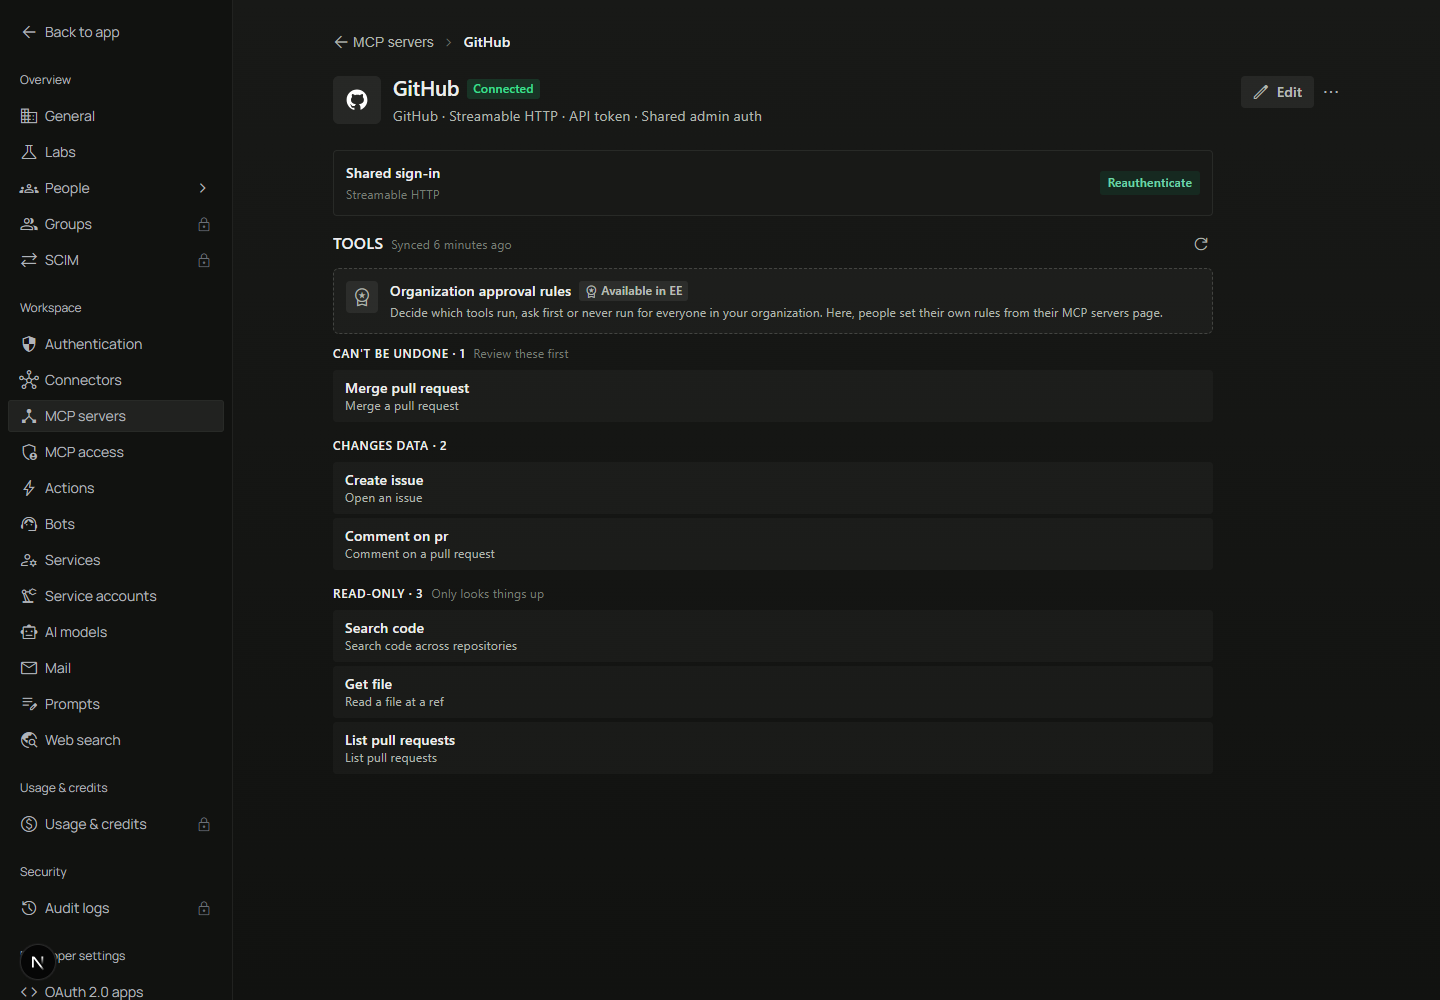 Back to app
Overview
General
Labs
People
Groups
SCIM
Workspace
Authentication
Connectors
MCP servers
MCP access
Actions
Bots
Services
Service accounts
AI models
Mail
Prompts
Web search
Usage & credits
Usage & credits
Security
Audit logs
settings
N
OAuth 2.0 apps
MCP servers > GitHub
GitHub Connected
GitHub · Streamable HTTP · API token · Shared admin auth
Edit
Shared sign-in
Streamable HTTP
Reauthenticate
TOOLS Synced 6 minutes ago
Organization approval rules Available in EE
Decide which tools run, ask first or never run for everyone in your organization. Here, people set their own rules from their MCP servers page.
CAN'T BE UNDONE · 1 Review these first
Merge pull request
Merge a pull request
CHANGES DATA · 2
Create issue
Open an issue
Comment on pr
Comment on a pull request
READ-ONLY · 3 Only looks things up
Search code
Search code across repositories
Get file
Read a file at a ref
List pull requests
List pull requests